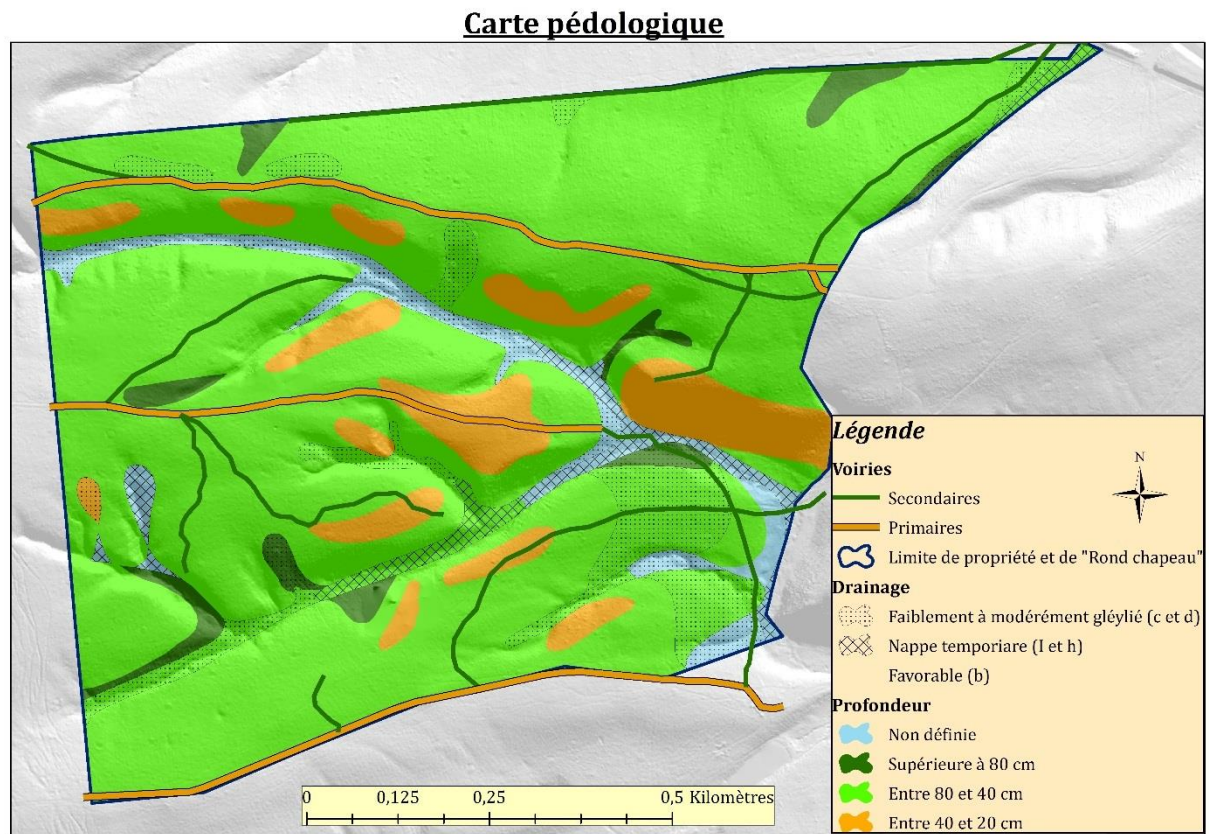 Carte pédologique
Légende
Voiries
N
Secondaires
Primaires
Limite de propriété et de "Rond chapeau"
Drainage
Faiblement à modérément gléylié (c et d)
Nappe temporiare (I et h)
Favorable (b)
Profondeur
Non définie
Supérieure à 80 cm
Entre 80 et 40 cm
Entre 40 et 20 cm
0 0,125 0,25 0,5 Kilomètres